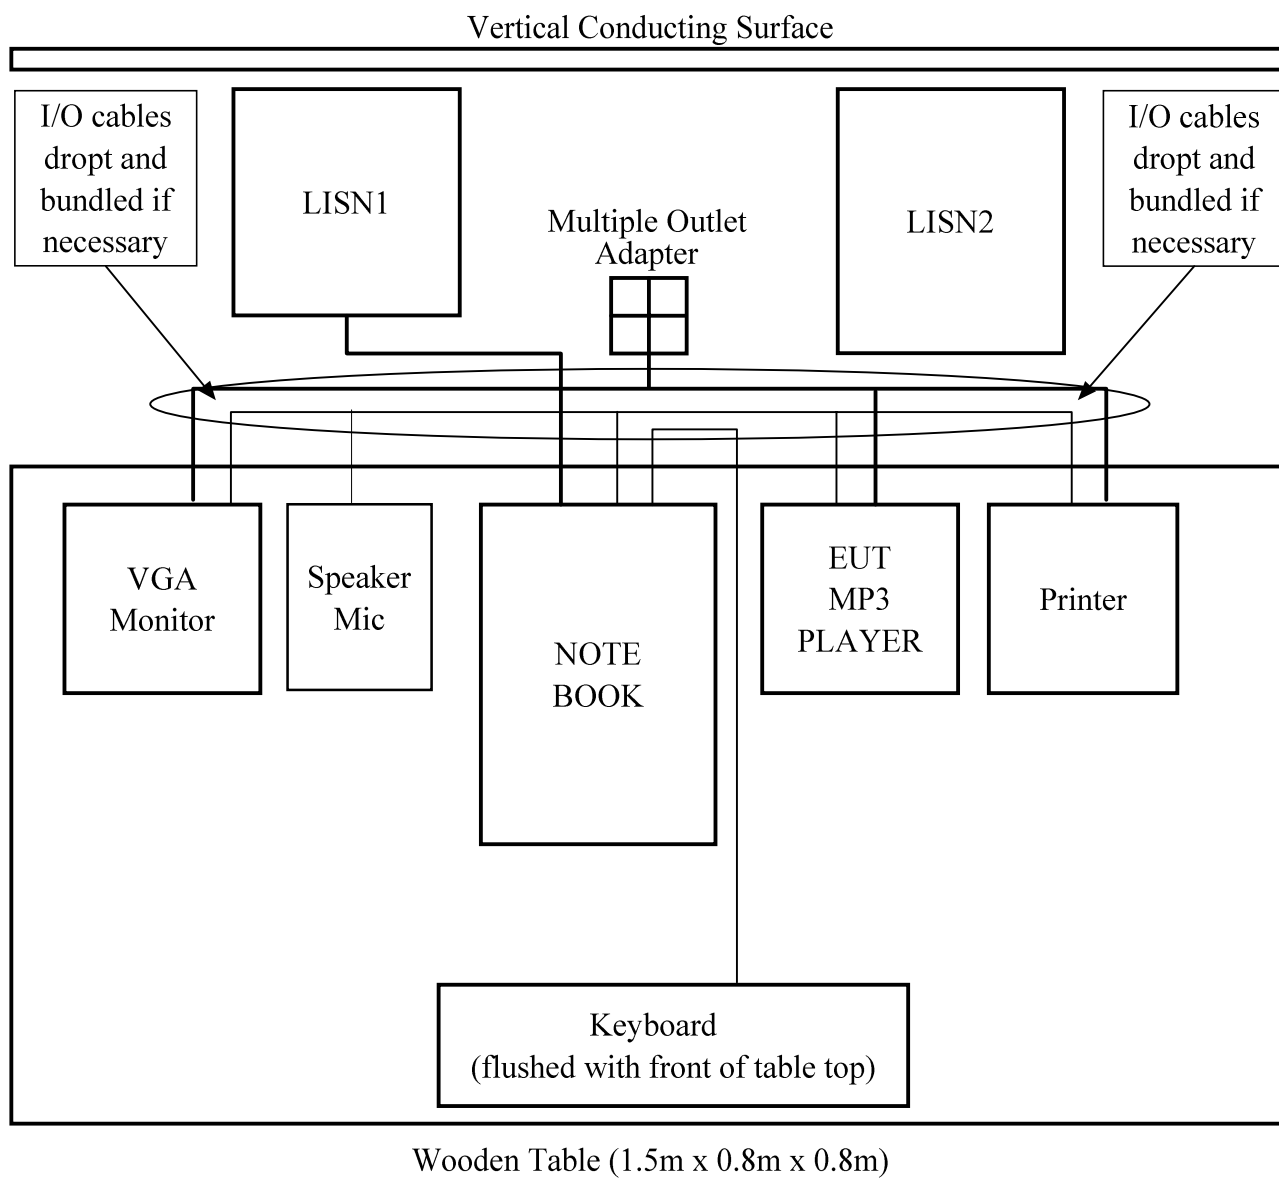 Vertical Conducting Surface
I/O cables
dropt and
bundled if
necessary
LISN1
Multiple Outlet
Adapter
LISN2
I/O cables
dropt and
bundled if
necessary
VGA
Monitor
Speaker
Mic
NOTE
BOOK
EUT
MP3
PLAYER
Printer
Keyboard
(flushed with front of table top)
Wooden Table (1.5m x 0.8m x 0.8m)